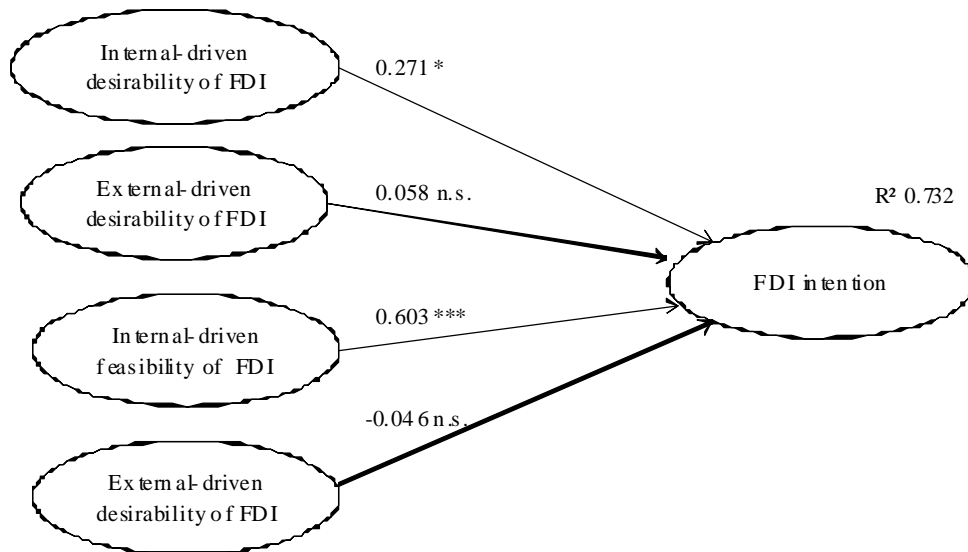 Internal-driven
desirability of FDI
0.271 *
External-driven
desirability of FDI
0.058 n.s.
R² 0.732
FDI intention
Internal-driven
feasibility of FDI
0.603 ***
-0.046 n.s.
External-driven
desirability of FDI